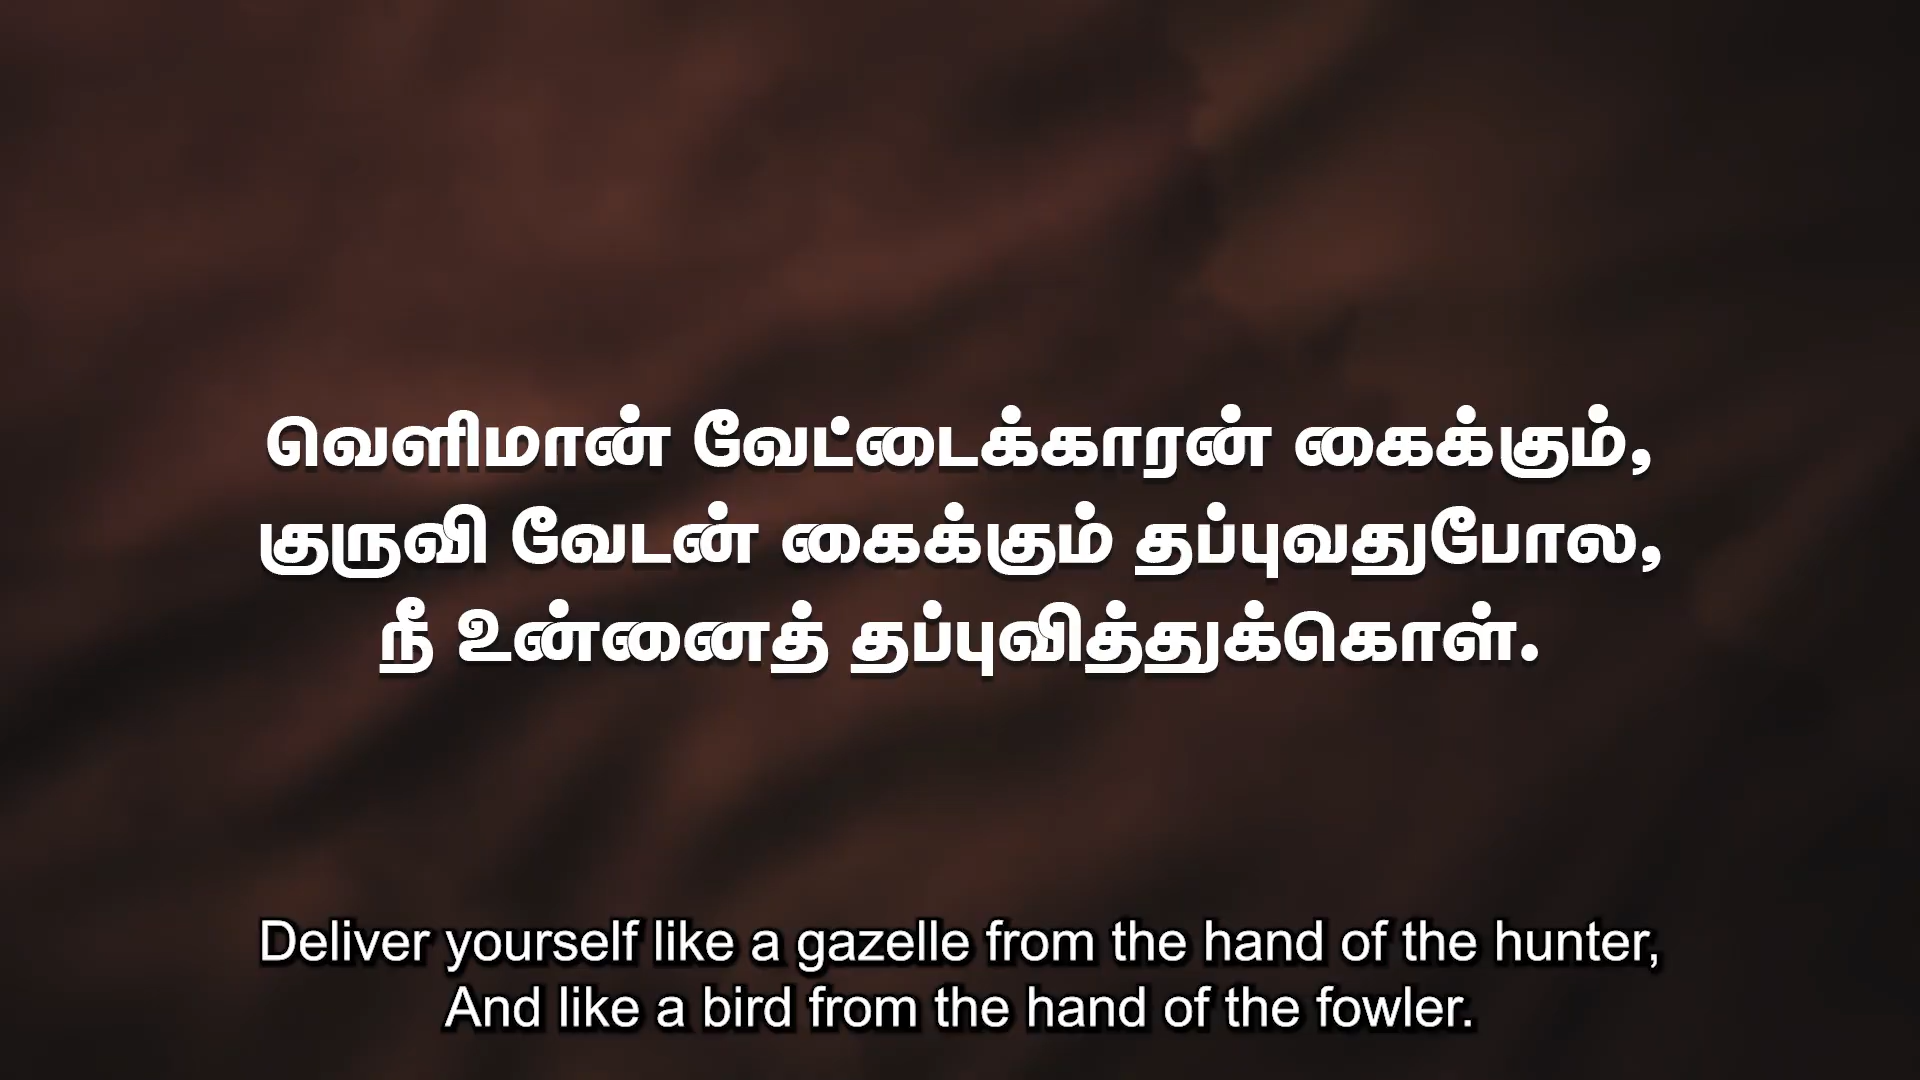 வெளிமான் வேட்டைக்காரன் கைக்கும்,
குருவி வேடன் கைக்கும் தப்புவதுபோல,
நீ உன்னைத் தப்புவித்துக்கொள்.
Deliver yourself like a gazelle from the hand of the hunter,
And like a bird from the hand of the fowler.